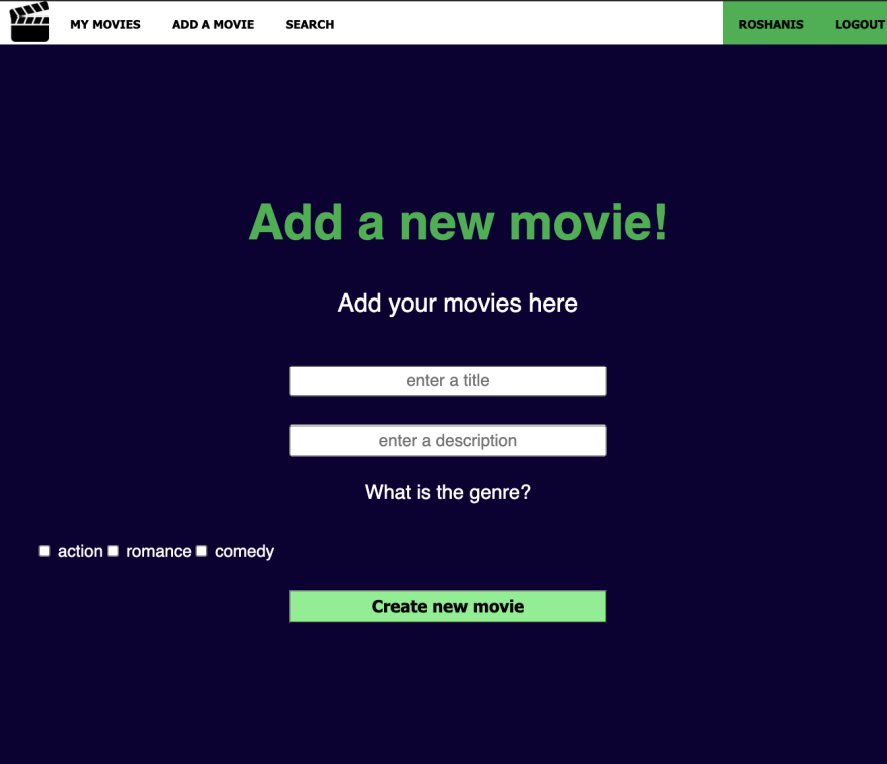 MY MOVIES ADD A MOVIE SEARCH ROSHANIS LOGOUT
Add a new movie!
Add your movies here
enter a title
enter a description
What is the genre?
action romance comedy
Create new movie